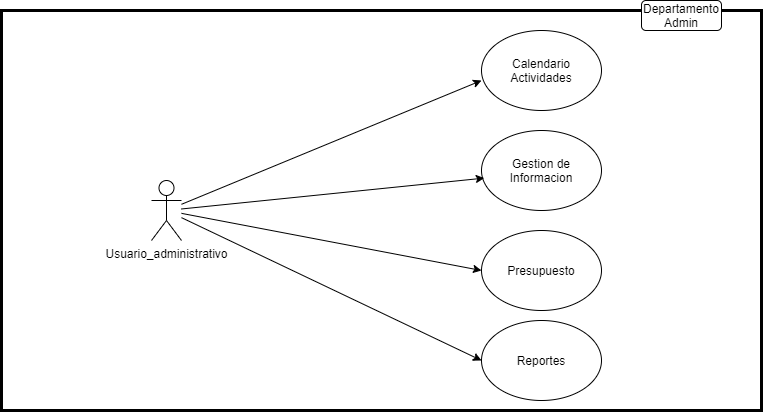 Departamento
Admin
Calendario
Actividades
Gestion de
Informacion
Usuario_administrativo
Presupuesto
Reportes